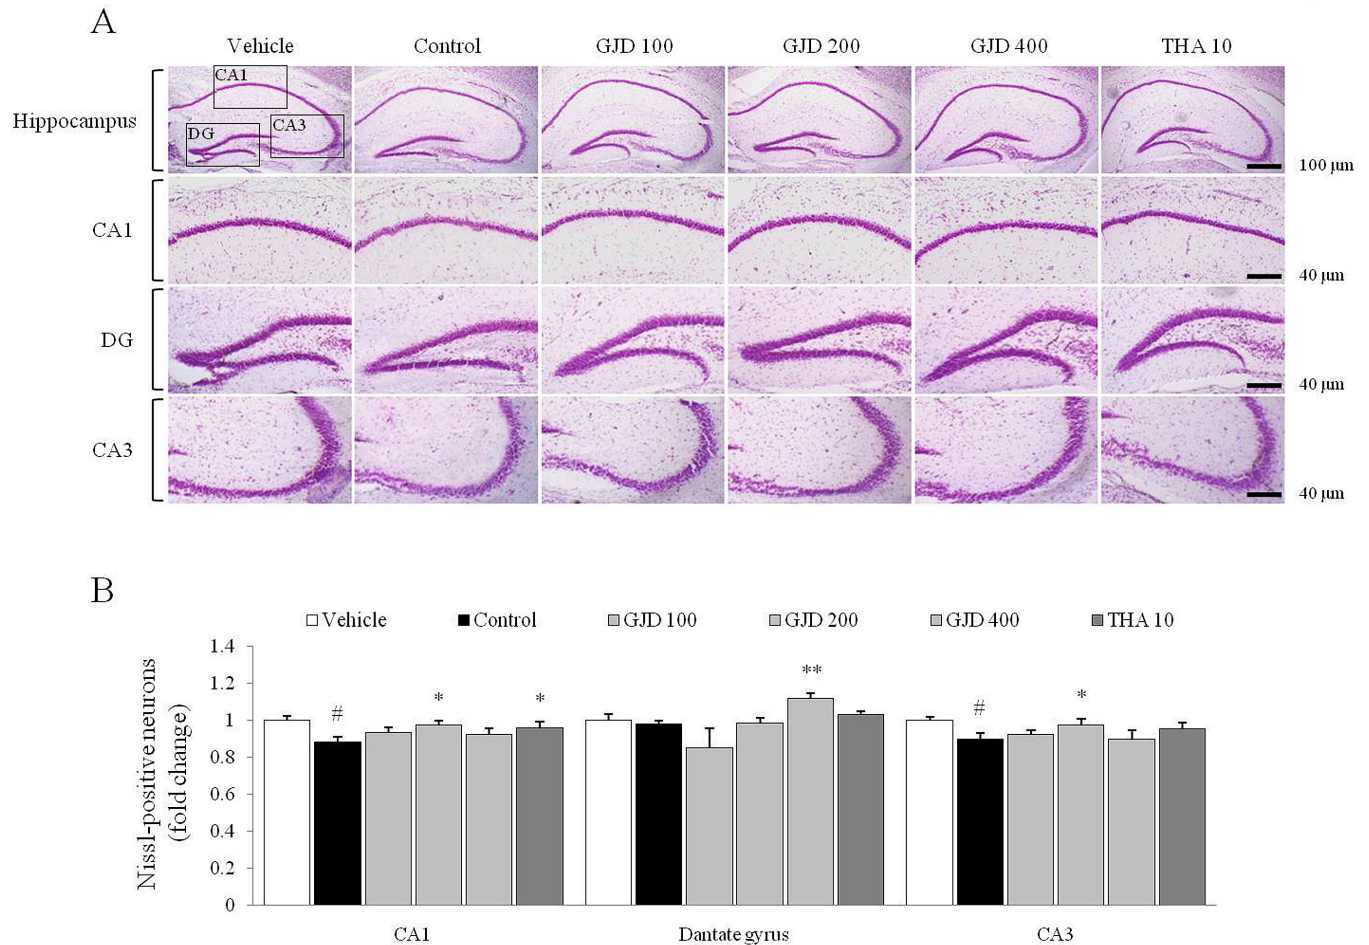 A
Vehicle Control GJD 100 GJD 200 GJD 400 THA 10
Hippocampus
CA1
DG
CA3
100 μm
CA1
40 μm
DG
40 μm
CA3
40 μm
B
Vehicle Control GJD 100 GJD 200 GJD 400 THA 10
Nissl-positive neurons
(fold change)
1.4
1.2
1
0.8
0.6
0.4
0.2
0
# * *
**
# *
CA1 Dantate gyrus CA3